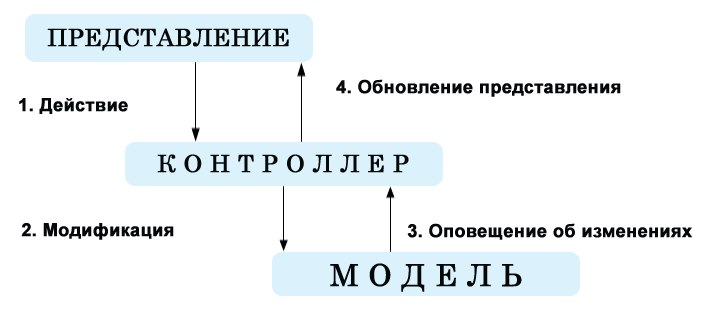 ПРЕДСТАВЛЕНИЕ
4. Обновление представления
1. Действие
КОНТРОЛЛЕР
2. Модификация
3. Оповещение об изменениях
МОДЕЛЬ